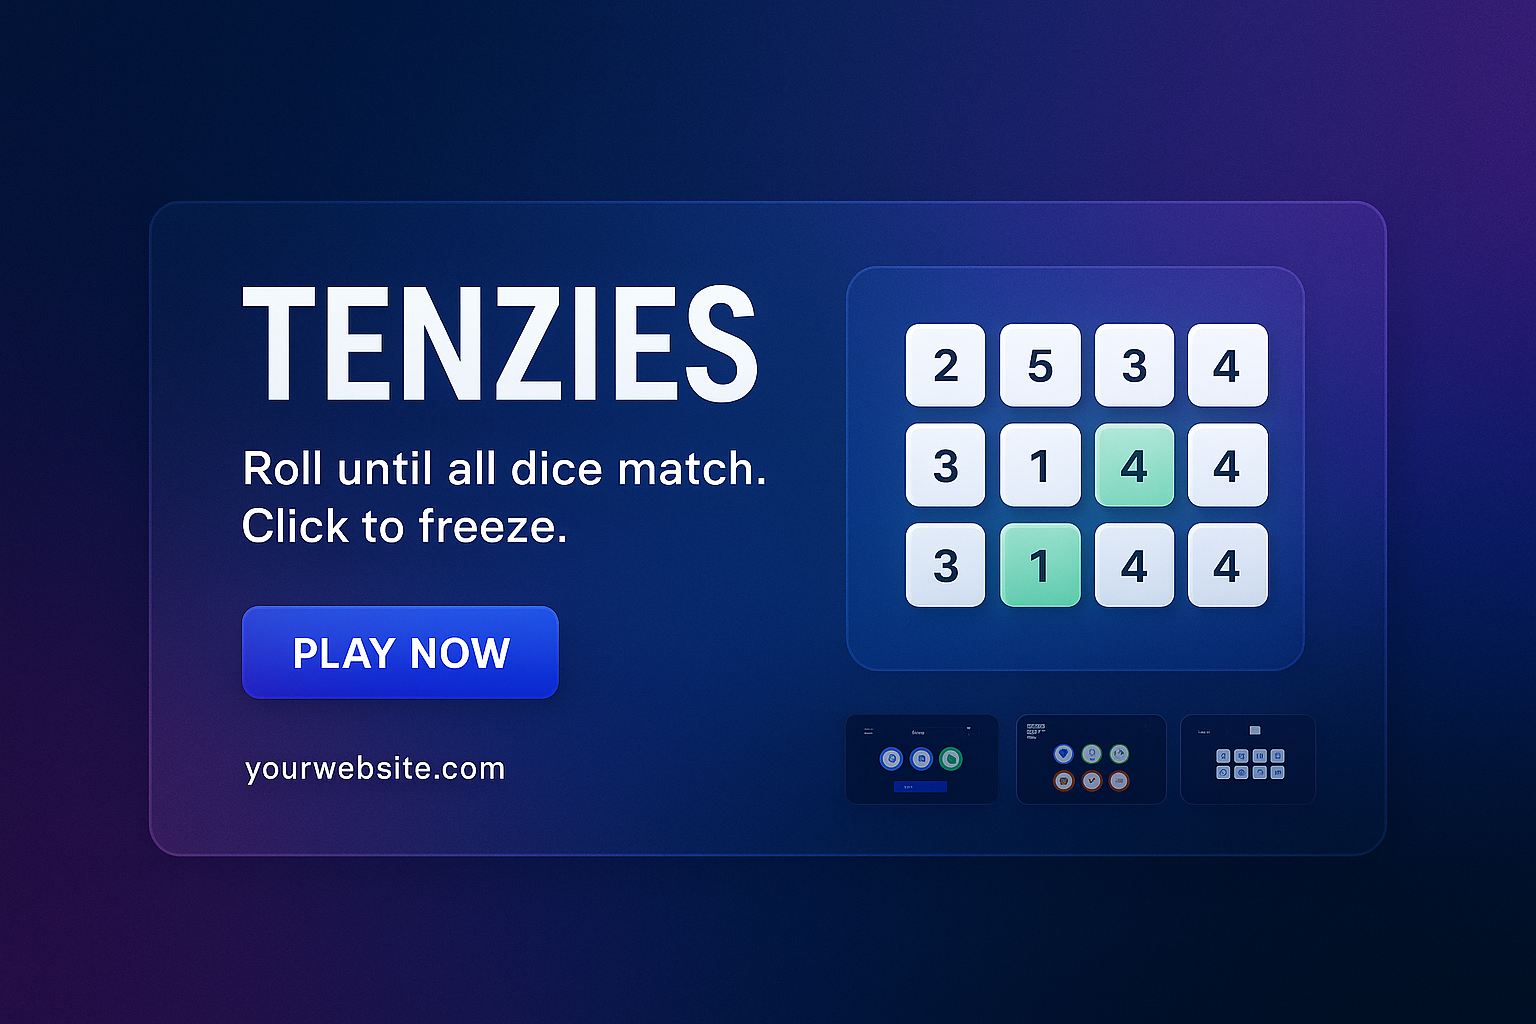 TENZIES
Roll until all dice match.
Click to freeze.
PLAY NOW
yourwebsite.com
2 5 3 4
3 1 4 4
3 1 4 4